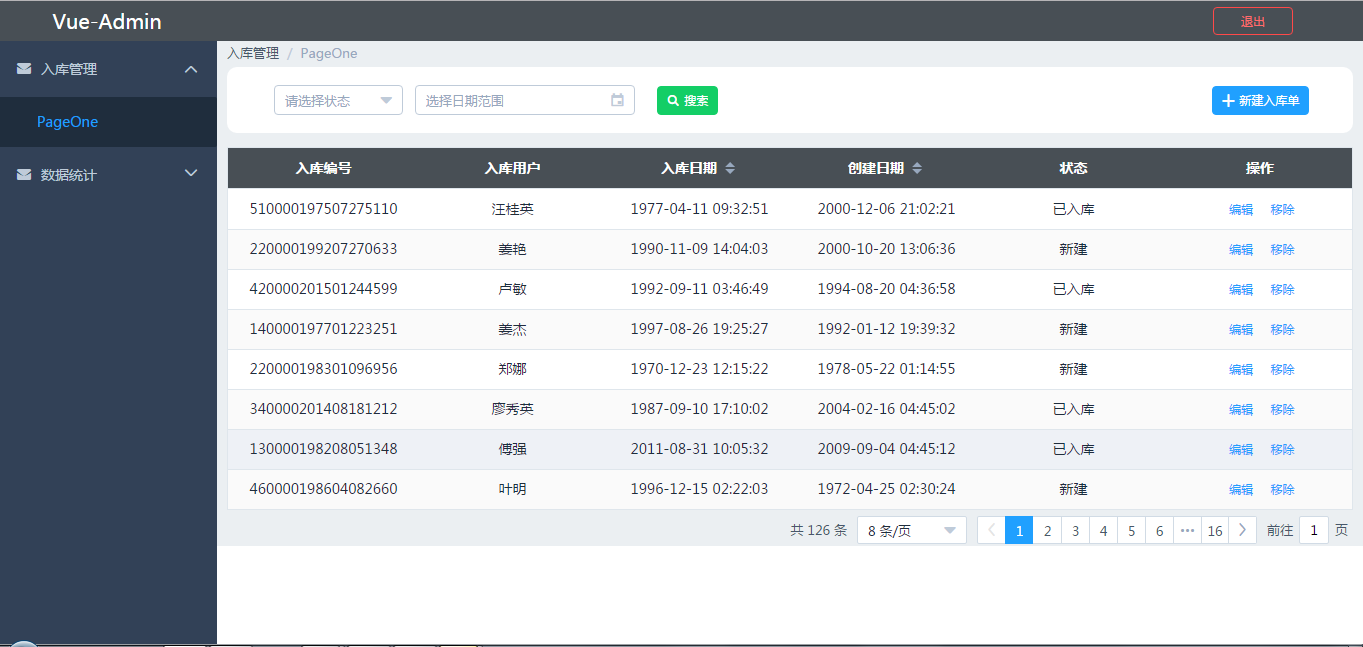 Vue-Admin 退出
入库管理 入库管理 / PageOne
请选择状态 选择日期范围 搜索 新建入库单
PageOne
数据统计
入库编号 入库用户 入库日期 创建日期 状态 操作
510000197507275110 汪桂英 1977-04-11 09:32:51 2000-12-06 21:02:21 已入库 编辑 移除
220000199207270633 姜艳 1990-11-09 14:04:03 2000-10-20 13:06:36 新建 编辑 移除
420000201501244599 卢敏 1992-09-11 03:46:49 1994-08-20 04:36:58 已入库 编辑 移除
140000197701223251 姜杰 1997-08-26 19:25:27 1992-01-12 19:39:32 新建 编辑 移除
220000198301096956 郑娜 1970-12-23 12:15:22 1978-05-22 01:14:55 新建 编辑 移除
340000201408181212 廖秀英 1987-09-10 17:10:02 2004-02-16 04:45:02 已入库 编辑 移除
130000198208051348 傅强 2011-08-31 10:05:32 2009-09-04 04:45:12 已入库 编辑 移除
460000198604082660 叶明 1996-12-15 02:22:03 1972-04-25 02:30:24 新建 编辑 移除
共 126 条 8 条/页 1 2 3 4 5 6 ··· 16 前往 1 页